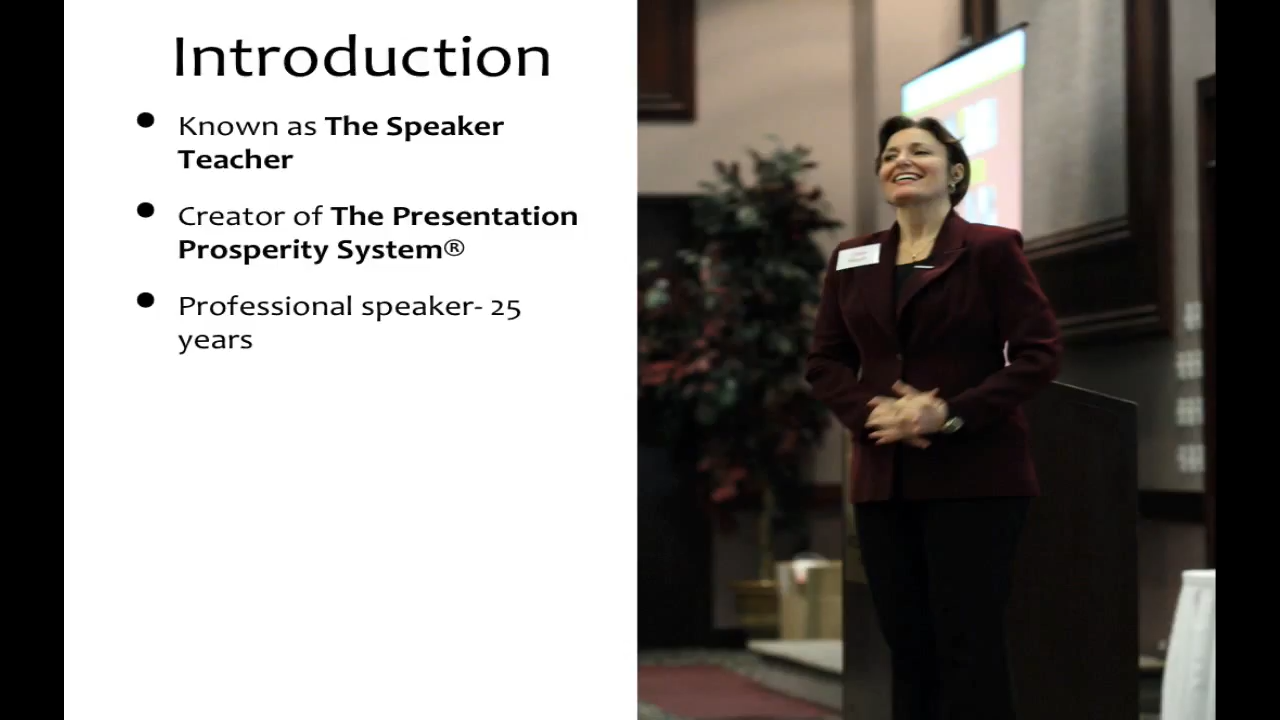 Introduction
• Known as The Speaker
Teacher
• Creator of The Presentation
Prosperity System®
• Professional speaker- 25
years